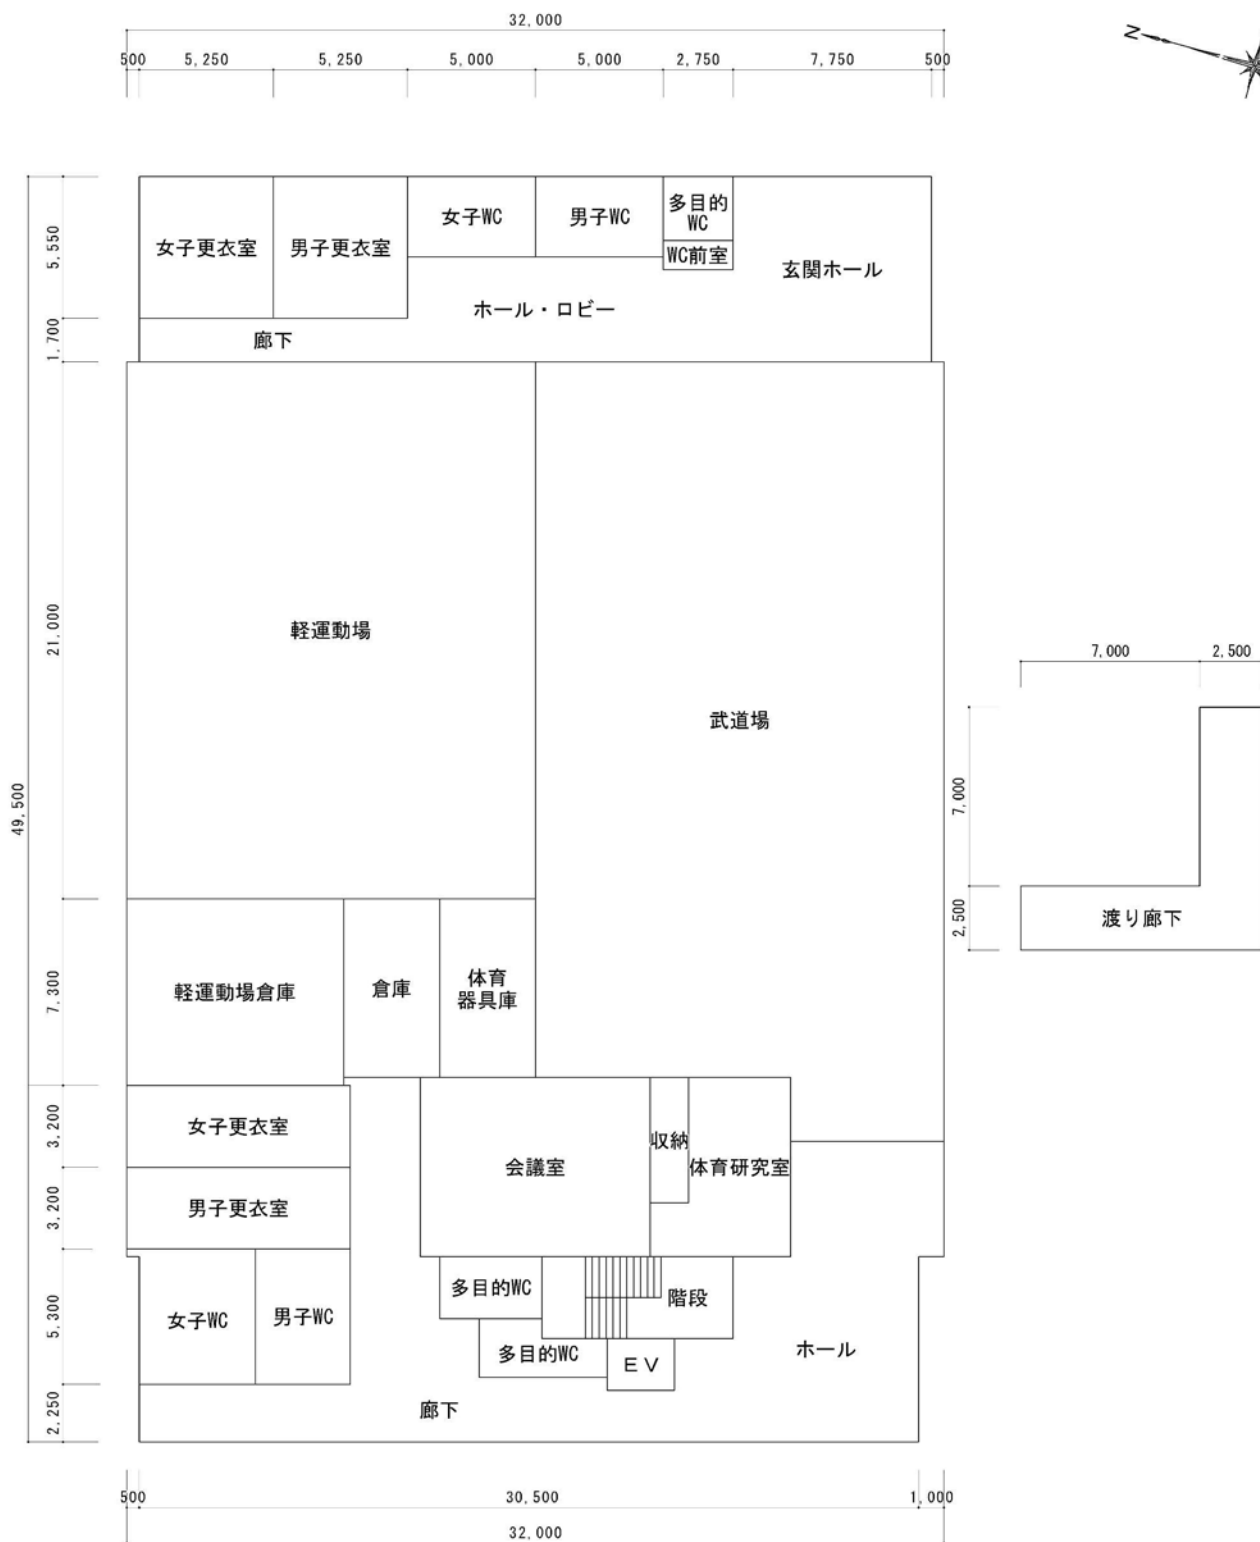 32,000
500 5,250 5,250 5,000 5,000 2,750 7,750 500
N
5,550
1,700
21,000
7,300
3,200
3,200
5,300
2,250
49,500
女子更衣室
男子更衣室
女子WC
男子WC
多目的
WC
WC前室
玄関ホール
ホール・ロビー
廊下
軽運動場
武道場
7,000 2,500
7,000
2,500
渡り廊下
軽運動場倉庫
倉庫
体育
器具庫
女子更衣室
男子更衣室
会議室
収納
体育研究室
女子WC
男子WC
多目的WC
階段
多目的WC
EV
ホール
廊下
500 30,500 1,000
32,000